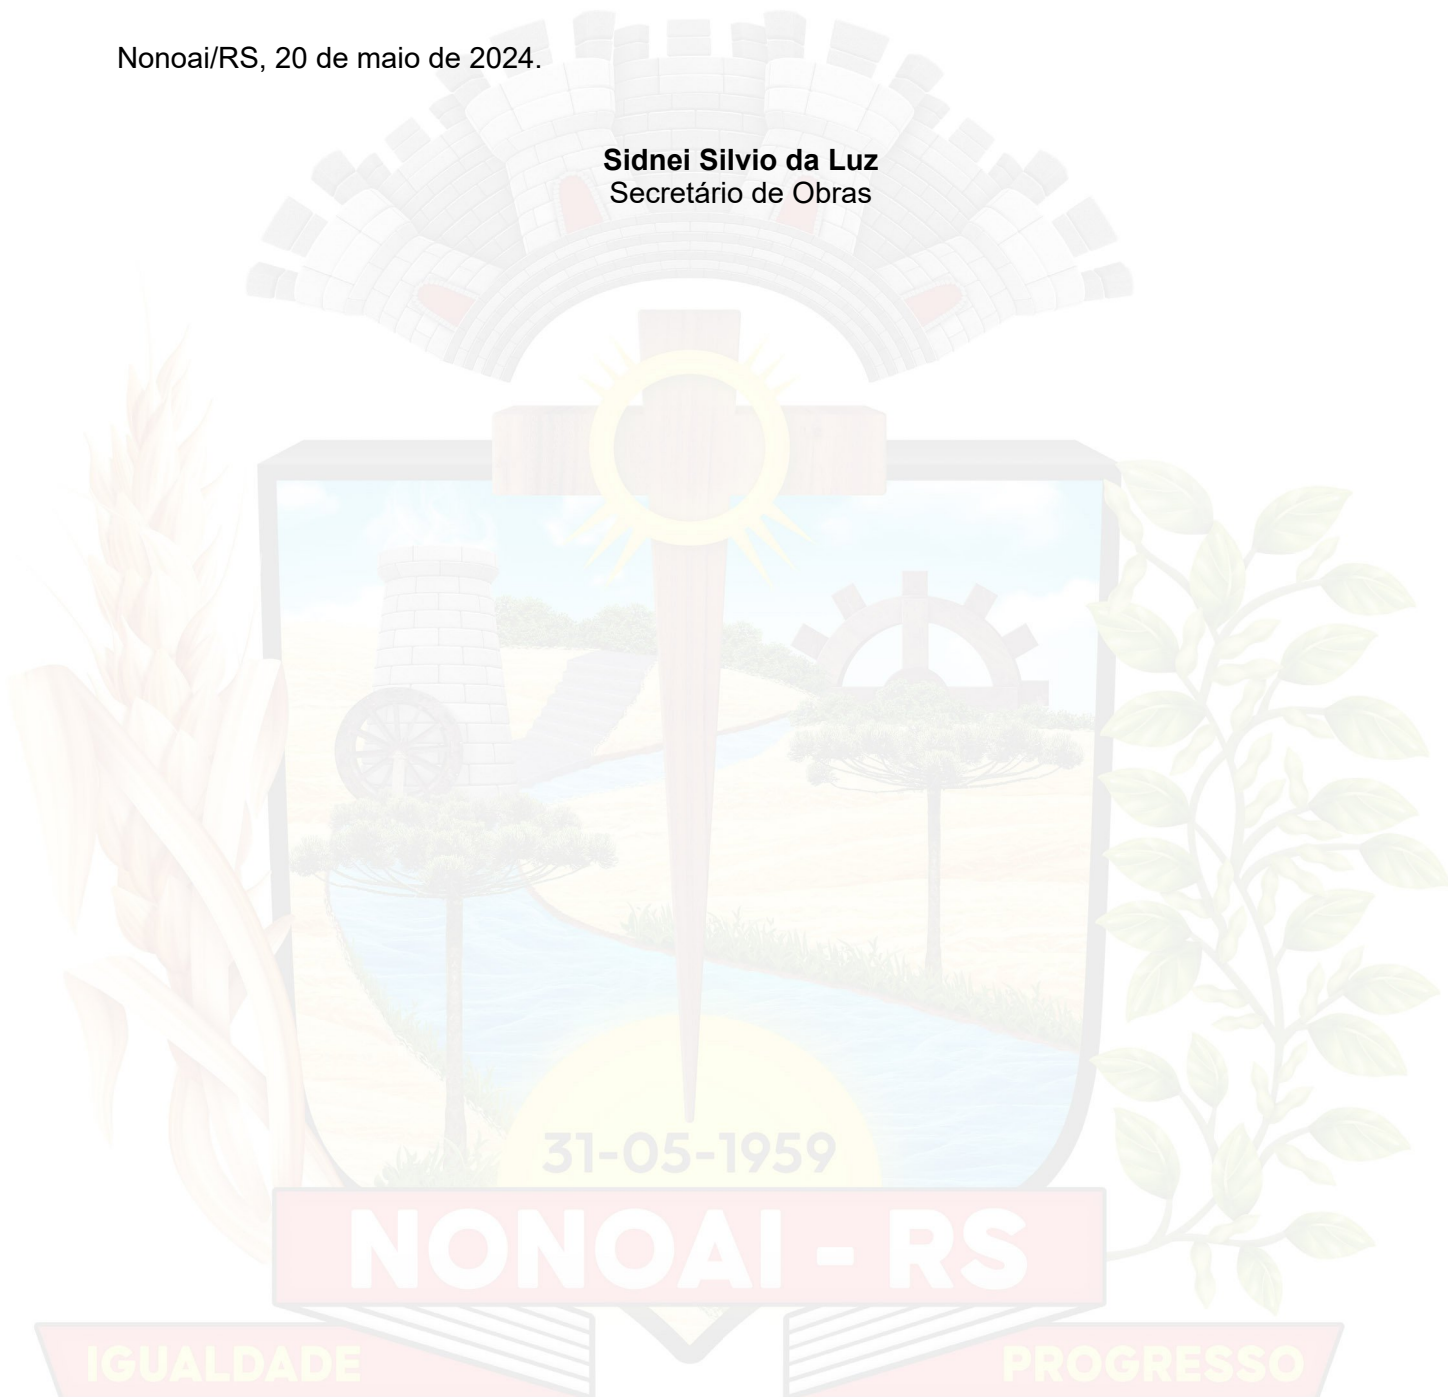 Nonoai/RS, 20 de maio de 2024.
Sidnei Silvio da Luz
Secretário de Obras
31-05-1959
NONOAI - RS
IGUALDADE
PROGRESSO